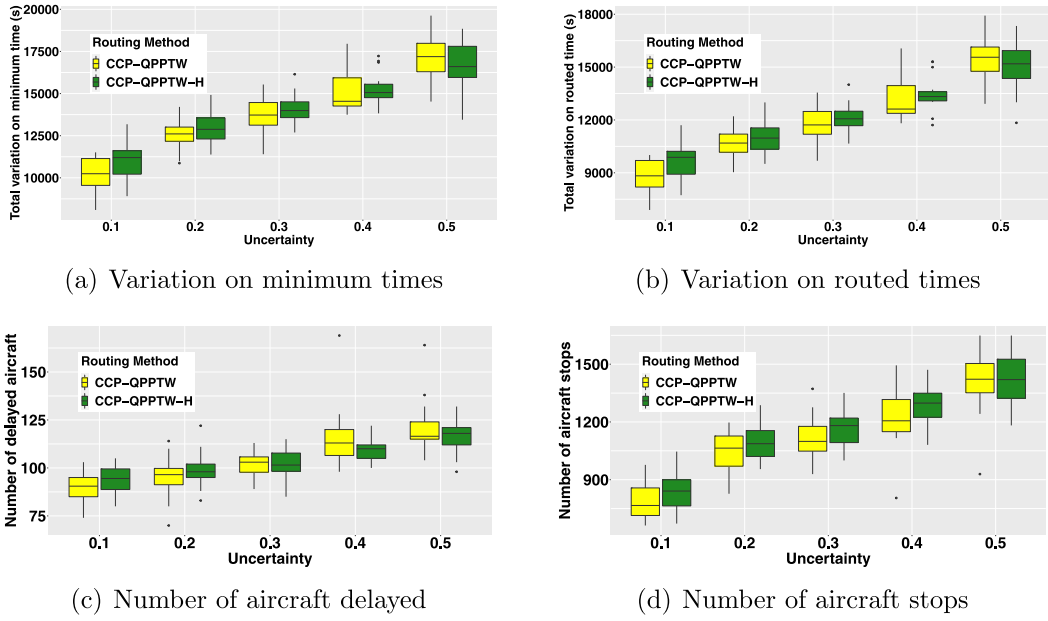 Total variation on minimum time (s)
20000
17500
15000
12500
10000
Routing Method
CCP−QPPTW
CCP−QPPTW−H
0.1 0.2 0.3 0.4 0.5
Uncertainty
(a) Variation on minimum times
Total variation on routed time (s)
18000
15000
12000
9000
Routing Method
CCP−QPPTW
CCP−QPPTW−H
0.1 0.2 0.3 0.4 0.5
Uncertainty
(b) Variation on routed times
Number of delayed aircraft
150
125
100
75
Routing Method
CCP−QPPTW
CCP−QPPTW−H
0.1 0.2 0.3 0.4 0.5
Uncertainty
(c) Number of aircraft delayed
Number of aircraft stops
1500
1200
900
Routing Method
CCP−QPPTW
CCP−QPPTW−H
0.1 0.2 0.3 0.4 0.5
Uncertainty
(d) Number of aircraft stops